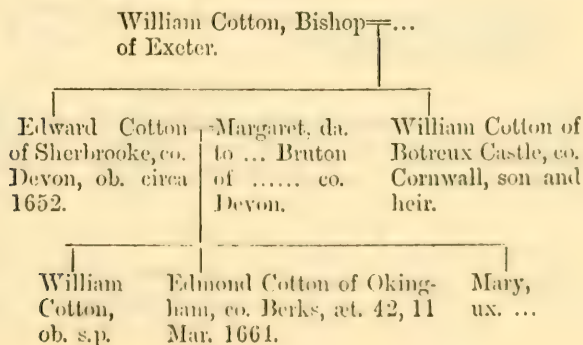 William Cotton, Bishop=...
of Exeter.
Edward Cotton
of Sherbrooke, co.
Devon, ob. circa
1652.
=Margaret, da.
to ... Bruton
of ...... co.
Devon.
William Cotton of
Botreux Castle, co.
Cornwall, son and
heir.
William
Cotton,
ob. s.p.
Edmond Cotton of Oking-
ham, co. Berks, æt. 42, 11
Mar. 1661.
Mary,
ux. ...